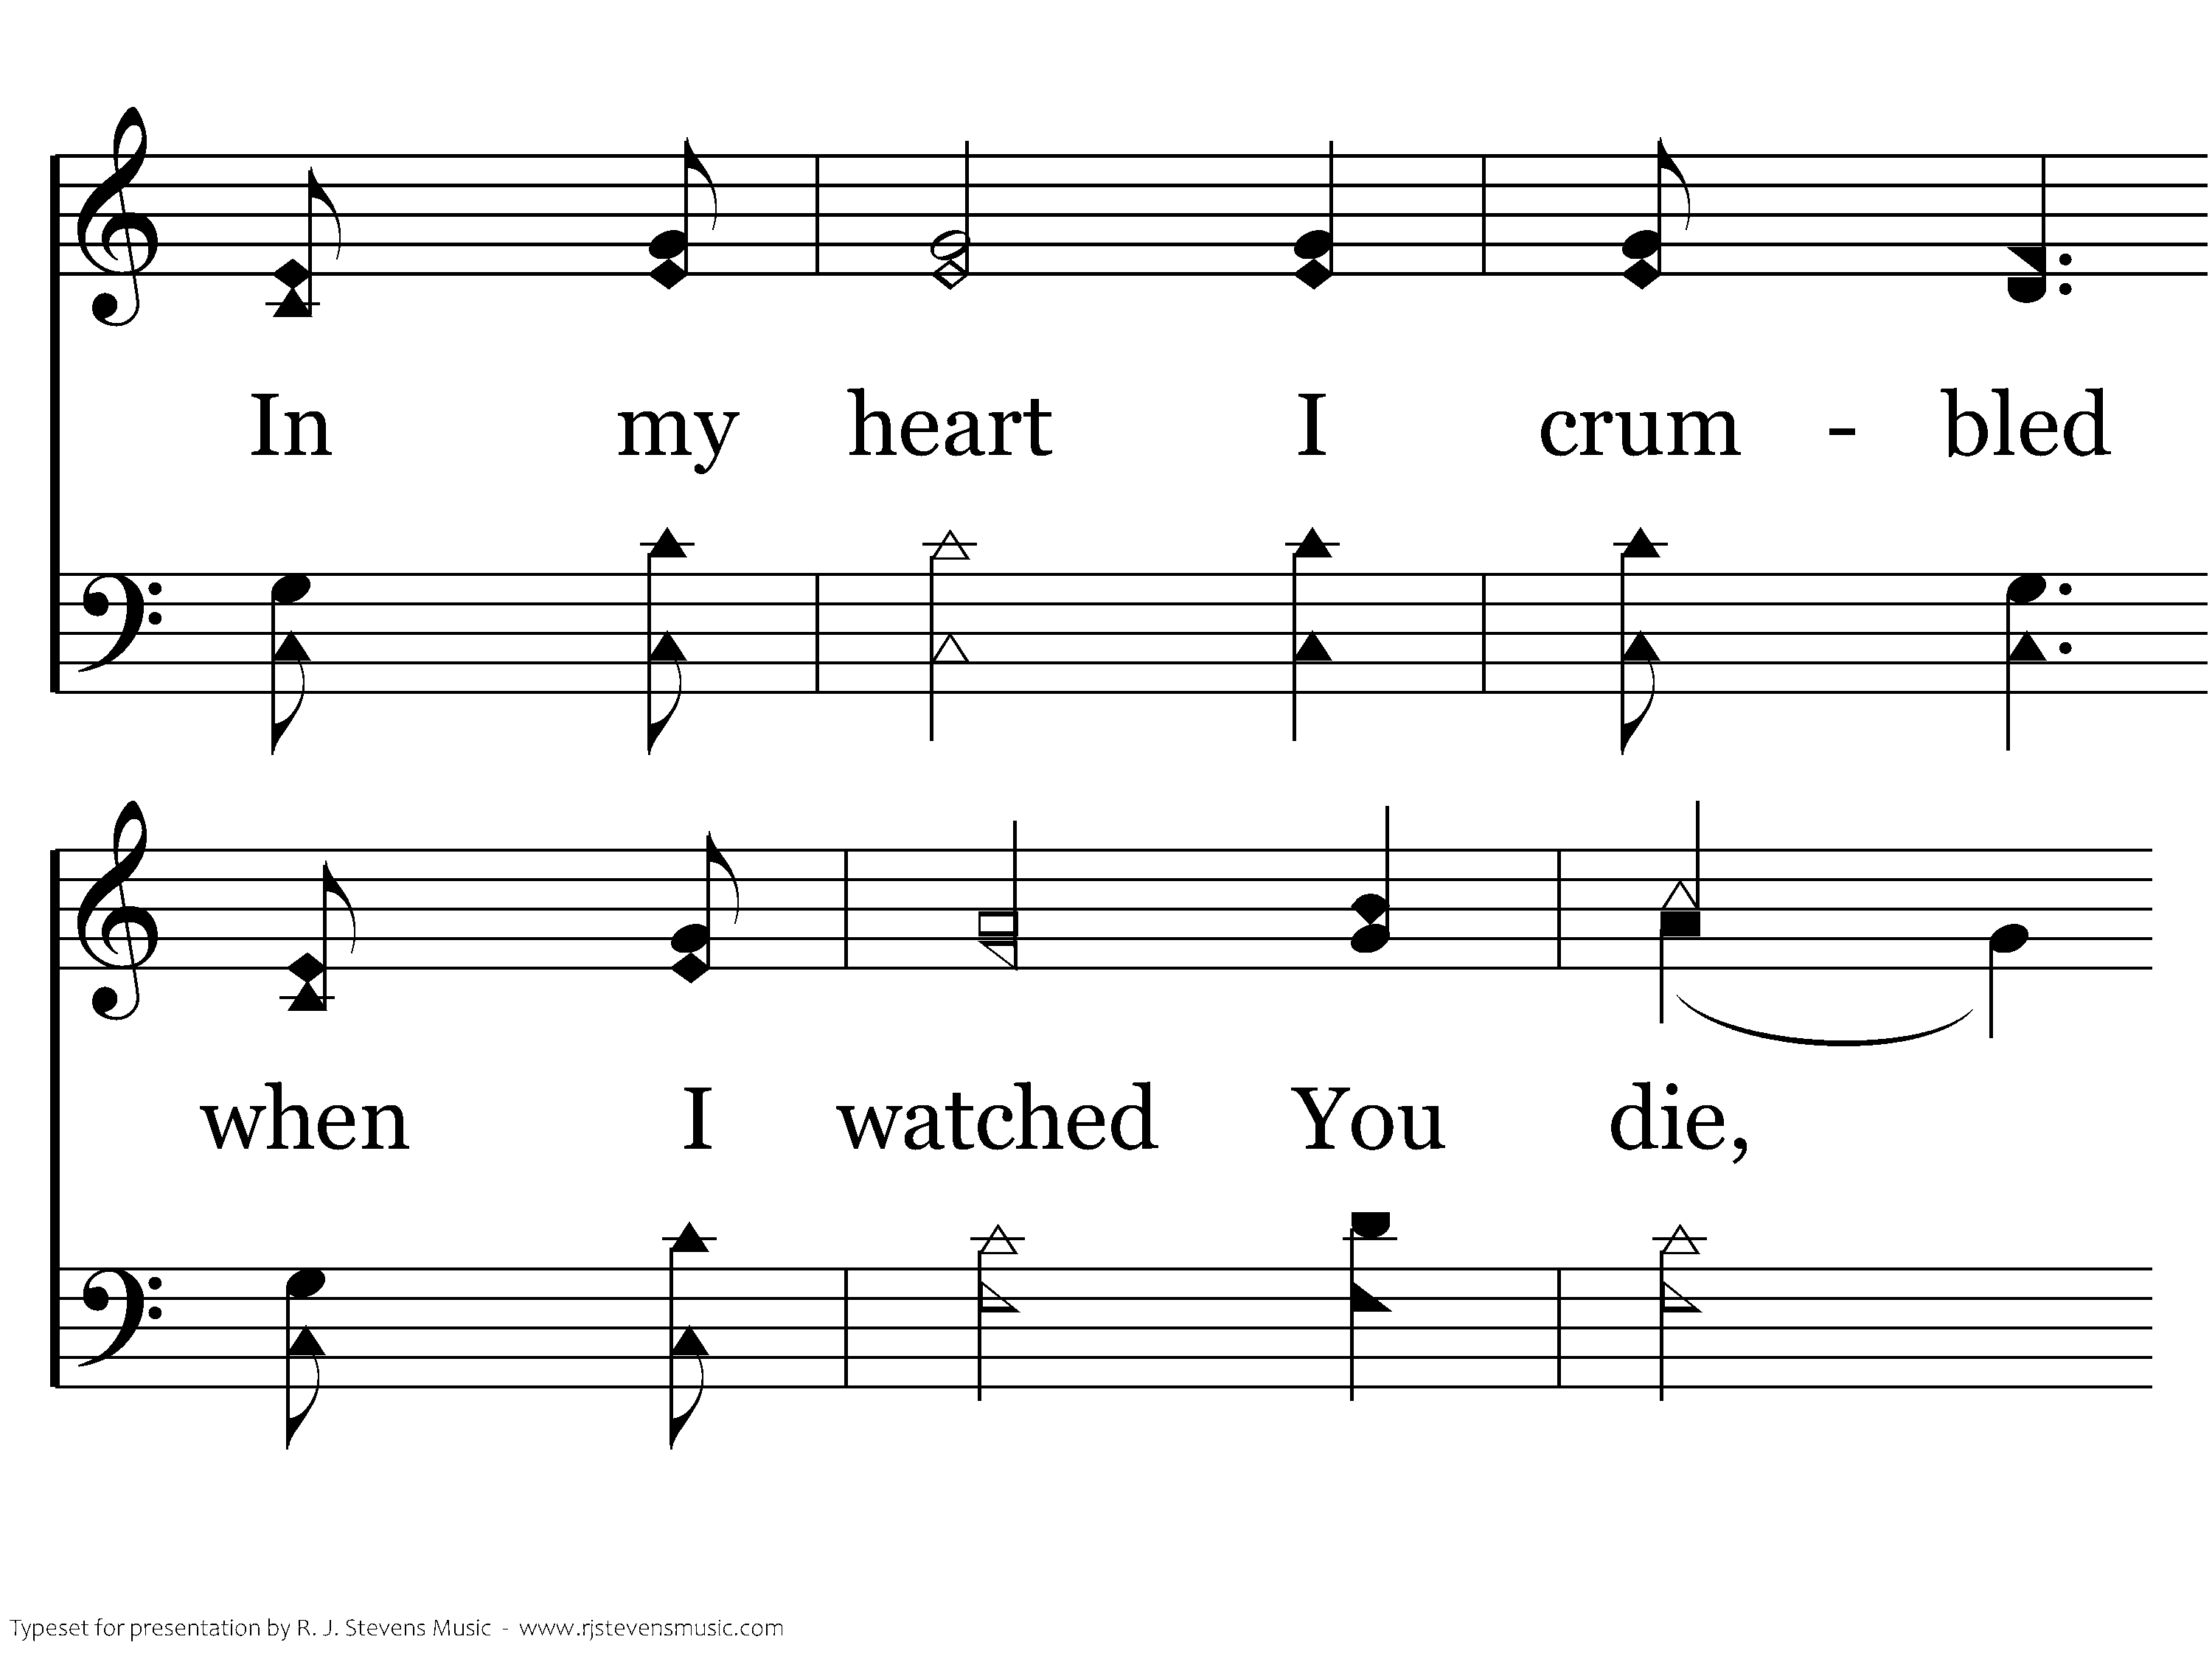 In my heart I crum - bled
when I watched You die,
Typeset for presentation by R. J. Stevens Music - www.rjstevensmusic.com